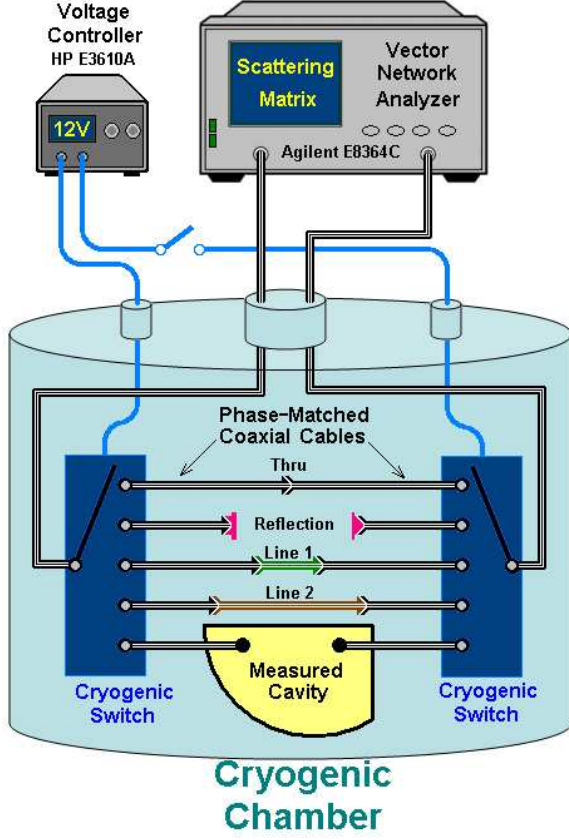 Voltage
Controller
HP E3610A
12V
Scattering
Matrix
Vector
Network
Analyzer
Agilent E8364C
Phase-Matched
Coaxial Cables
Thru
Reflection
Line 1
Line 2
Measured
Cavity
Cryogenic
Switch
Cryogenic
Switch
Cryogenic
Chamber